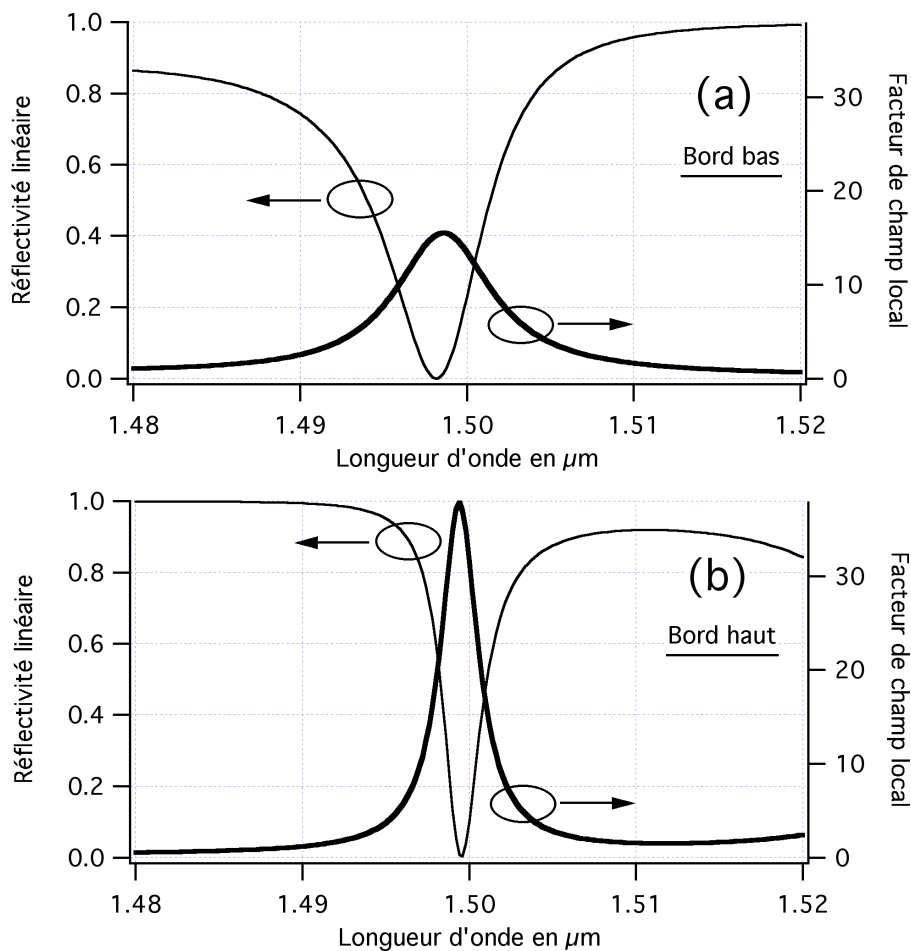 1.0
0.8
0.6
0.4
0.2
0.0
Réflectivité linéaire
30
20
10
0
Facteur de champ local
(a)
Bord bas
1.48 1.49 1.50 1.51 1.52
Longueur d'onde en µm
1.0
0.8
0.6
0.4
0.2
0.0
Réflectivité linéaire
30
20
10
0
Facteur de champ local
(b)
Bord haut
1.48 1.49 1.50 1.51 1.52
Longueur d'onde en µm